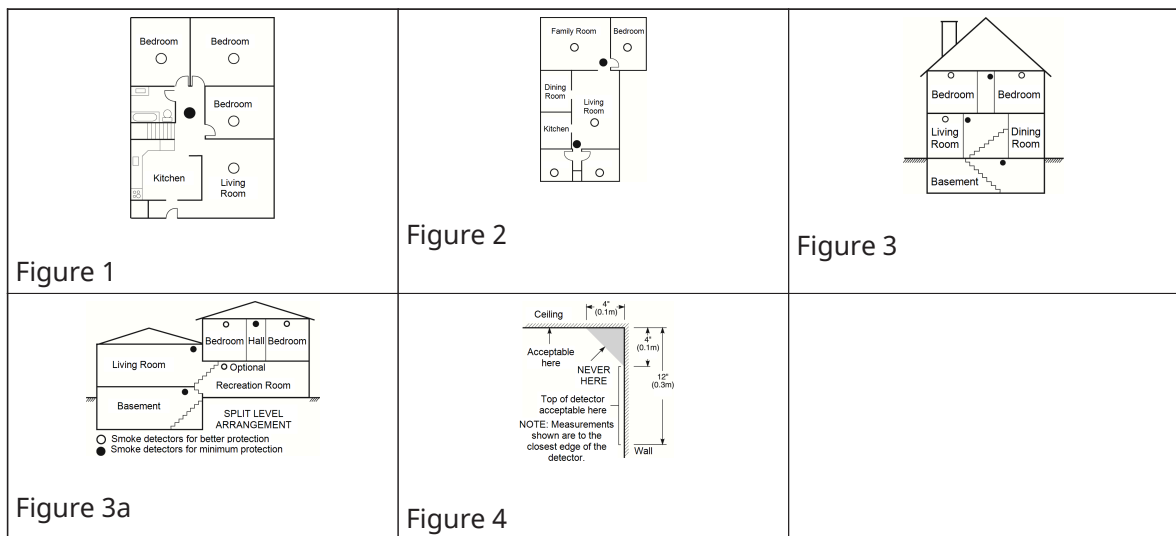 Bedroom
Bedroom
Bedroom
Kitchen
Living
Room
Figure 1
Family Room
Bedroom
Dining
Room
Living
Room
Kitchen
Figure 2
Bedroom
Bedroom
Living
Room
Dining
Room
Basement
Figure 3
Bedroom
Hall
Bedroom
Living Room
Optional
Recreation Room
Basement
SPLIT LEVEL
ARRANGEMENT
Smoke detectors for better protection
Smoke detectors for minimum protection
Figure 3a
4"
(0.1m)
Ceiling
Acceptable
here
NEVER
HERE
4"
(0.1m)
12"
(0.3m)
Top of detector
acceptable here
NOTE: Measurements
shown are to the
closest edge of the
detector.
Wall
Figure 4